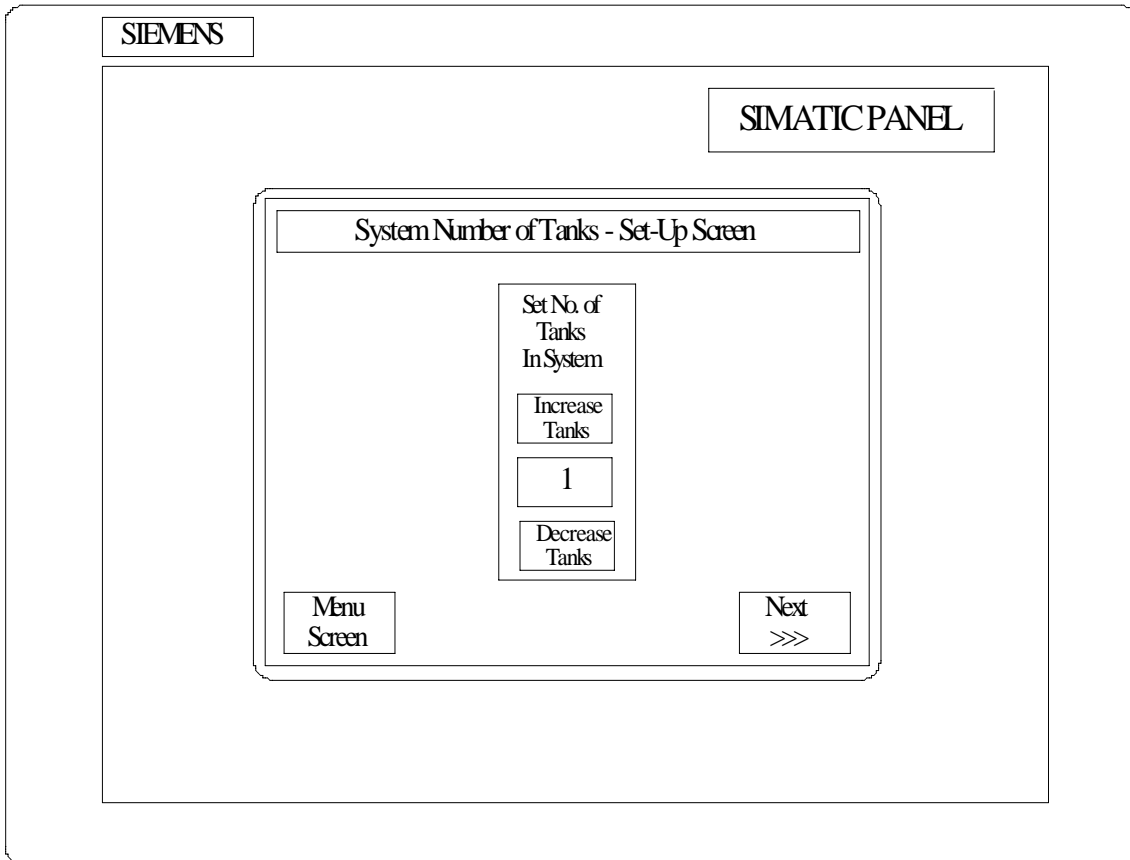 SIEMENS
SIMATIC PANEL
System Number of Tanks - Set-Up Screen
Set No. of
Tanks
In System
Increase
Tanks
1
Decrease
Tanks
Menu
Screen
Next
>>>